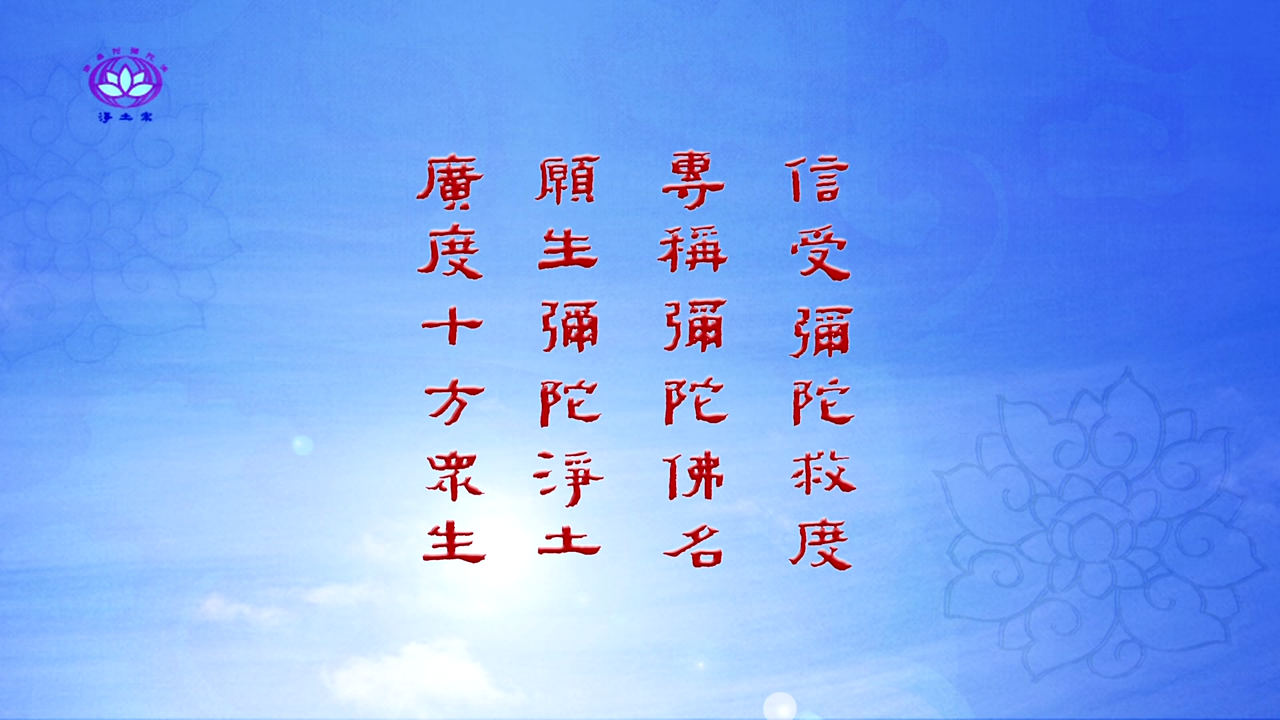 信受彌陀救度
專稱彌陀佛名
願生彌陀淨土
廣度十方眾生
淨土宗